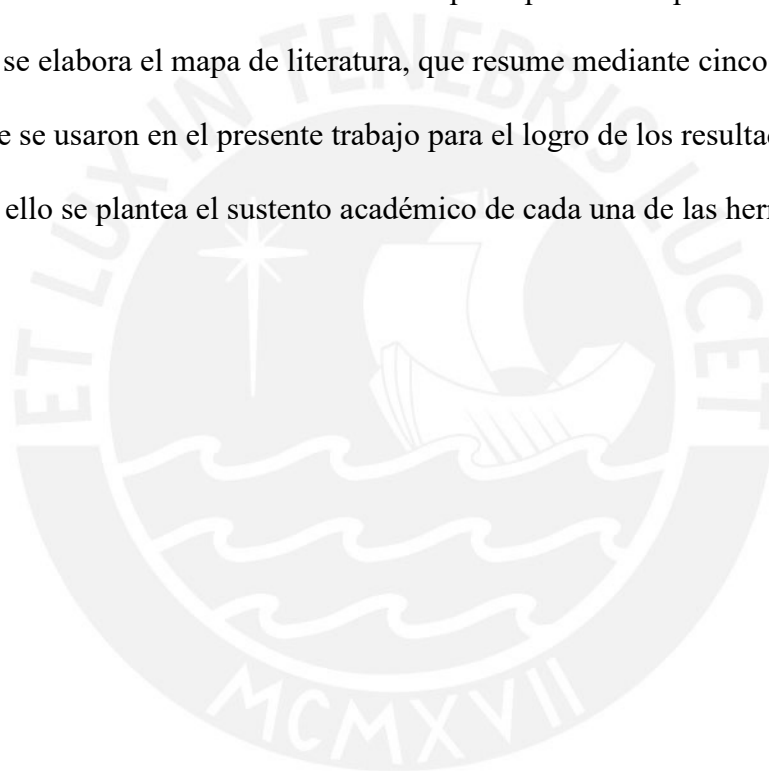 se elabora el mapa de literatura, que resume mediante cinco
e se usaron en el presente trabajo para el logro de los resulta
ello se plantea el sustento académico de cada una de las her
ET LUX IN TENEBRIS LUCET
MCMXVII